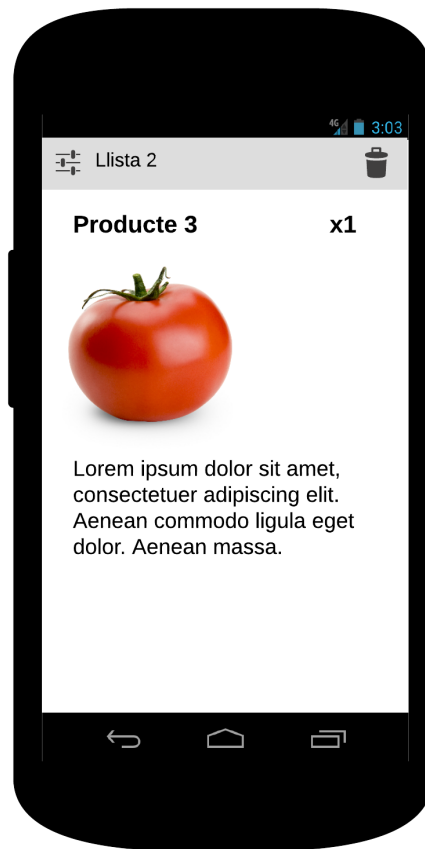 4G 3:03
Llista 2
Producte 3 x1
Lorem ipsum dolor sit amet,
consectetuer adipiscing elit.
Aenean commodo ligula eget
dolor. Aenean massa.